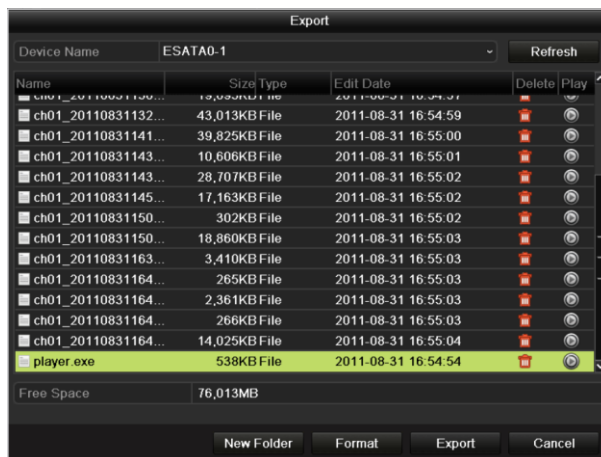 Export
Device Name ESATA0-1 Refresh
Name Size Type Edit Date Delete Play
ch01_20110831132... 43,013KB File 2011-08-31 16:54:59
ch01_20110831141... 39,825KB File 2011-08-31 16:55:00
ch01_20110831143... 10,606KB File 2011-08-31 16:55:01
ch01_20110831143... 28,707KB File 2011-08-31 16:55:02
ch01_20110831145... 17,163KB File 2011-08-31 16:55:02
ch01_20110831150... 302KB File 2011-08-31 16:55:02
ch01_20110831150... 18,860KB File 2011-08-31 16:55:03
ch01_20110831163... 3,410KB File 2011-08-31 16:55:03
ch01_20110831164... 265KB File 2011-08-31 16:55:03
ch01_20110831164... 2,361KB File 2011-08-31 16:55:03
ch01_20110831164... 266KB File 2011-08-31 16:55:03
ch01_20110831164... 14,025KB File 2011-08-31 16:55:04
player.exe 538KB File 2011-08-31 16:54:54
Free Space 76,013MB
New Folder Format Export Cancel